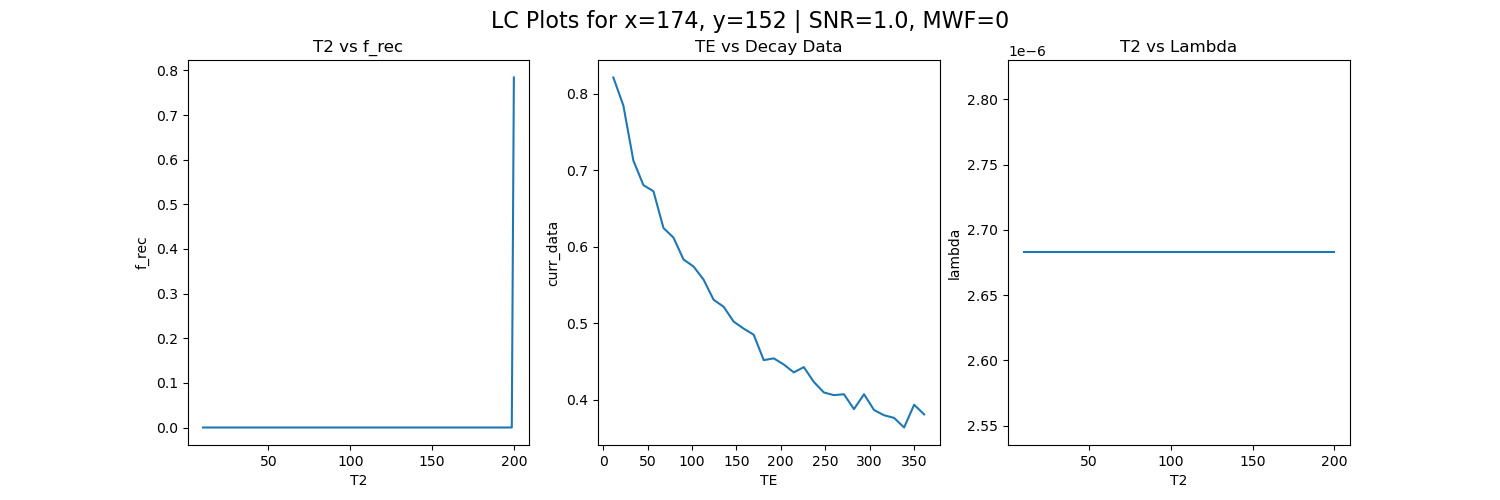 LC Plots for x=174, y=152 | SNR=1.0, MWF=0
T2 vs f_rec
0.8
0.7
0.6
0.5
0.4
0.3
0.2
0.1
0.0
f_rec
50 100 150 200
T2
TE vs Decay Data
0.8
0.7
0.6
0.5
0.4
curr_data
0 50 100 150 200 250 300 350
TE
T2 vs Lambda
1e−6
2.80
2.75
2.70
2.65
2.60
2.55
lambda
50 100 150 200
T2